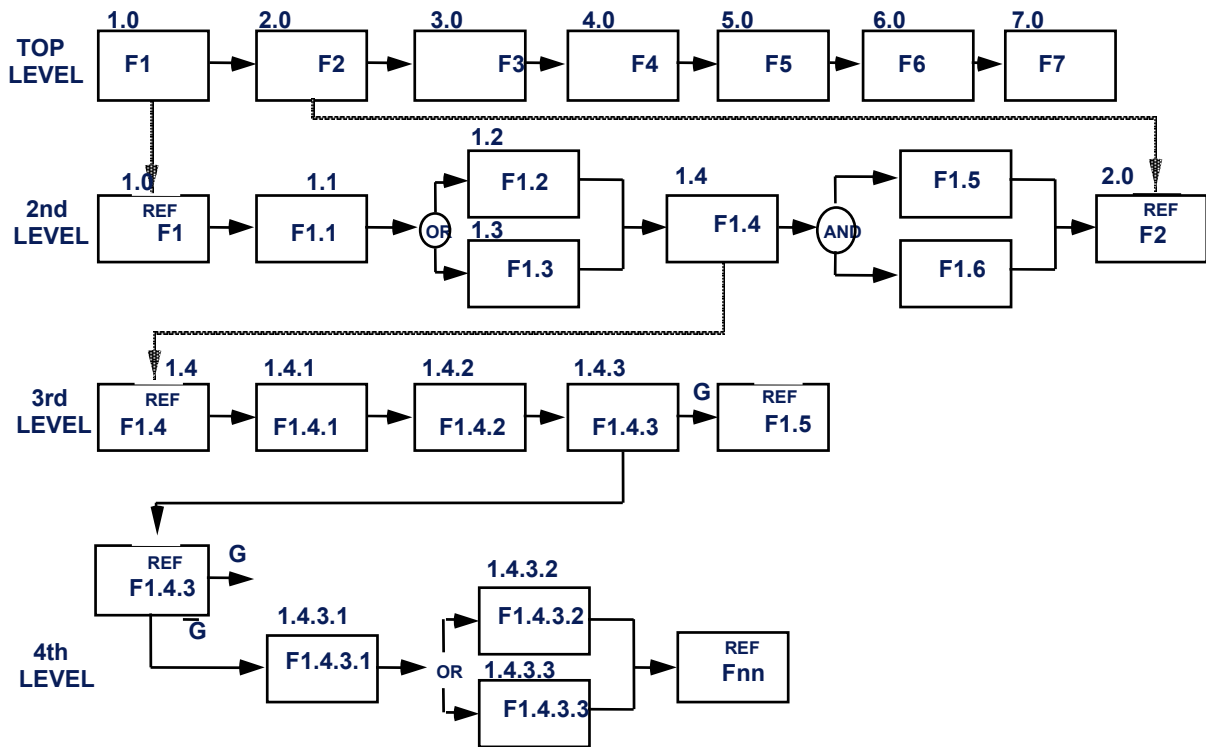 1.0 2.0 3.0 4.0 5.0 6.0 7.0
TOP
LEVEL
F1 F2 F3 F4 F5 F6 F7
1.2
1.0 1.1 1.4 2.0
2nd
LEVEL
REF
F1
F1.1
OR
F1.2
1.3
F1.3
F1.4
AND
F1.5
F1.6
REF
F2
1.4 1.4.1 1.4.2 1.4.3
3rd
LEVEL
REF
F1.4
F1.4.1
F1.4.2
F1.4.3
G
REF
F1.5
REF
F1.4.3
G
G̅
4th
LEVEL
1.4.3.1
F1.4.3.1
OR
1.4.3.2
F1.4.3.2
1.4.3.3
F1.4.3.3
REF
Fnn